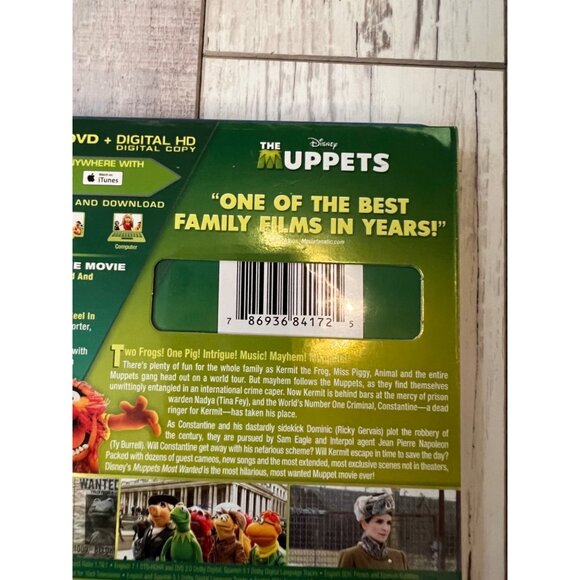 DVD + DIGITAL HD
DIGITAL COPY
ANYWHERE WITH
iTunes
AND DOWNLOAD
Computer
E MOVIE
d And
eel In
orter,
with
Disney
THE
MUPPETS
"ONE OF THE BEST
FAMILY FILMS IN YEARS!"
7 86936 84172 5
Two Frogs! One Pig! Intrigue! Music! Mayhem!
There's plenty of fun for the whole family as Kermit the Frog, Miss Piggy, Animal and the entire
Muppets gang head out on a world tour. But mayhem follows the Muppets, as they find themselves
unwittingly entangled in an international crime caper. Now Kermit is behind bars at the mercy of prison
warden Nadya (Tina Fey), and the World's Number One Criminal, Constantine—a dead
ringer for Kermit—has taken his place.
As Constantine and his dastardly sidekick Dominic (Ricky Gervais) plot the robbery of
the century, they are pursued by Sam Eagle and Interpol agent Jean Pierre Napoleon
(Ty Burrell). Will Constantine get away with his nefarious scheme? Will Kermit escape in time to save the day?
Packed with dozens of guest cameos, new songs and the most extended, most exclusive scenes not in theaters,
Disney's Muppets Most Wanted is the most hilarious, most wanted Muppet movie ever!
WANTED